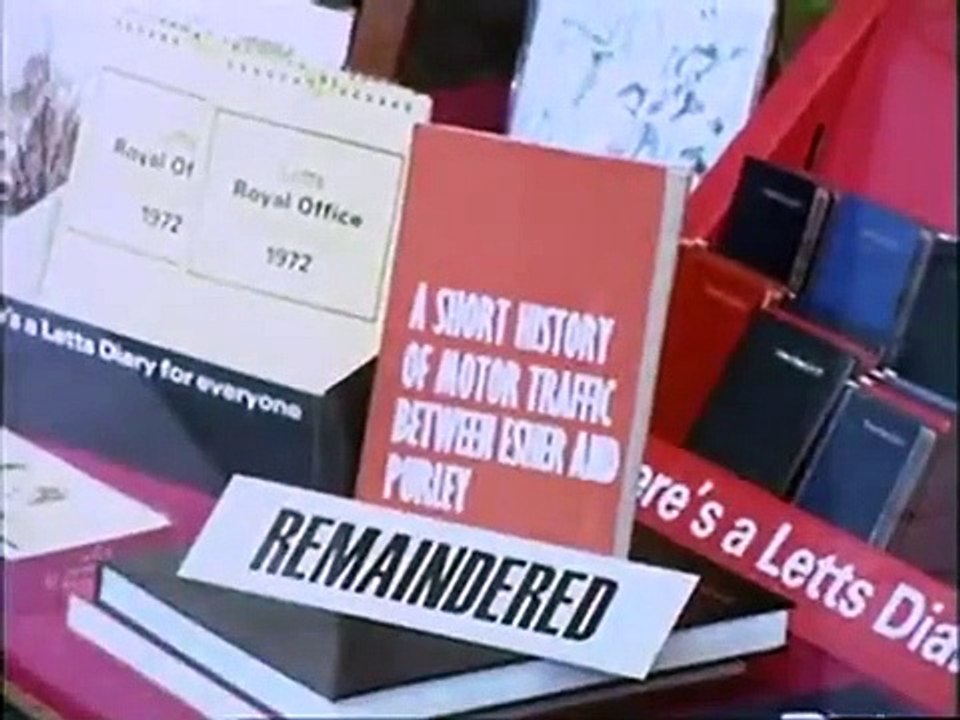 Royal Of
1972
Letts
Royal Office
1972
's a Letts Diary for everyone
A SHORT HISTORY
OF MOTOR TRAFFIC
BETWEEN ESHER AND
PURLEY
REMAINDERED
ere's a Letts Dia